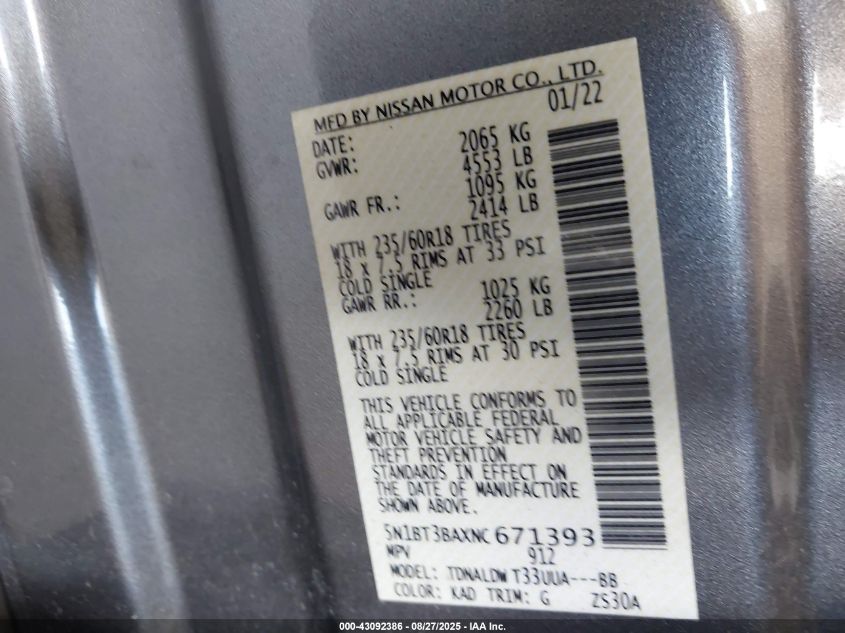 MFD BY NISSAN MOTOR CO., LTD.
DATE: 01/22
GVWR: 2065 KG
4553 LB
GAWR FR.: 1095 KG
2414 LB
WITH 235/60R18 TIRES
18 x 7.5 RIMS AT 33 PSI
COLD SINGLE
GAWR RR.: 1025 KG
2260 LB
WITH 235/60R18 TIRES
18 x 7.5 RIMS AT 30 PSI
COLD SINGLE
THIS VEHICLE CONFORMS TO
ALL APPLICABLE FEDERAL
MOTOR VEHICLE SAFETY AND
THEFT PREVENTION
STANDARDS IN EFFECT ON
THE DATE OF MANUFACTURE
SHOWN ABOVE.
5N1BT3BAXNC 671393
MPV 912
MODEL: TDNALDW T33UUA---BB
COLOR: KAD TRIM: G ZS30A
000-43092386 - 08/27/2025 - IAA Inc.